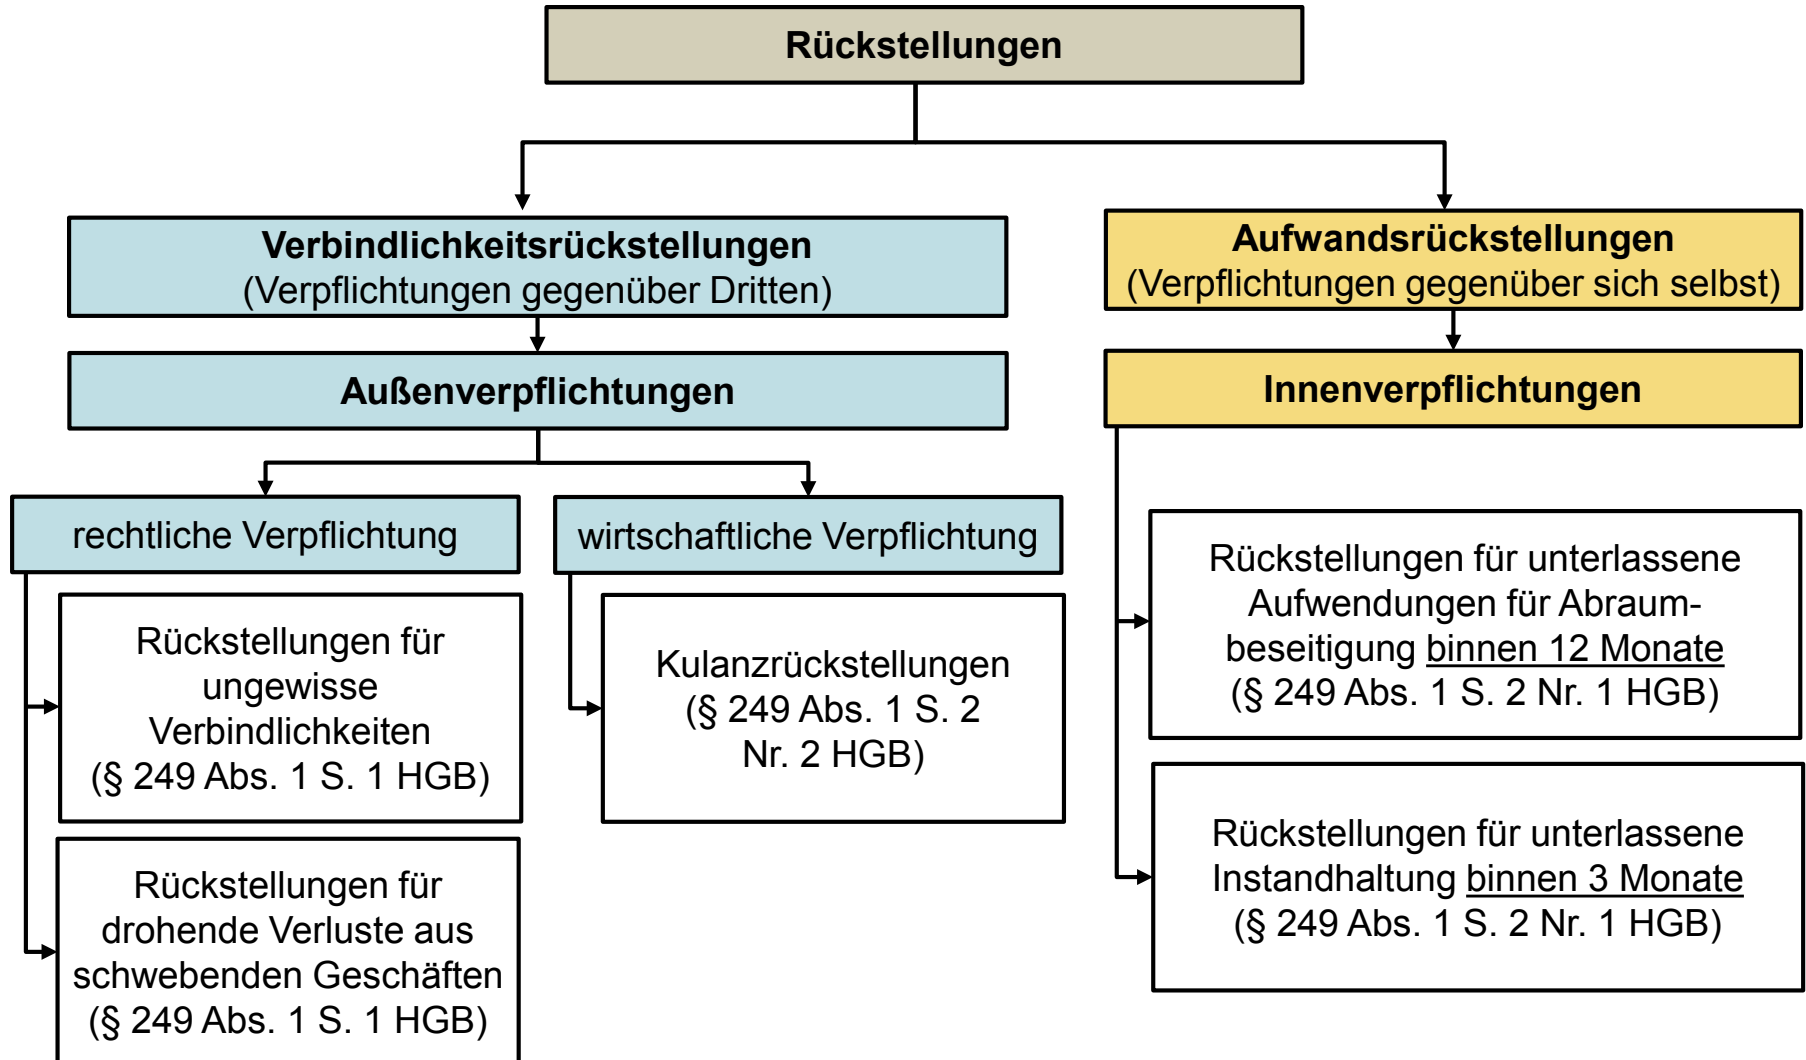 Rückstellungen
Verbindlichkeitsrückstellungen
(Verpflichtungen gegenüber Dritten)
Aufwandsrückstellungen
(Verpflichtungen gegenüber sich selbst)
Außenverpflichtungen
Innenverpflichtungen
rechtliche Verpflichtung
wirtschaftliche Verpflichtung
Rückstellungen für
ungewisse
Verbindlichkeiten
(§ 249 Abs. 1 S. 1 HGB)
Rückstellungen für
drohende Verluste aus
schwebenden Geschäften
(§ 249 Abs. 1 S. 1 HGB)
Kulanzrückstellungen
(§ 249 Abs. 1 S. 2
Nr. 2 HGB)
Rückstellungen für unterlassene
Aufwendungen für Abraum-
beseitigung binnen 12 Monate
(§ 249 Abs. 1 S. 2 Nr. 1 HGB)
Rückstellungen für unterlassene
Instandhaltung binnen 3 Monate
(§ 249 Abs. 1 S. 2 Nr. 1 HGB)